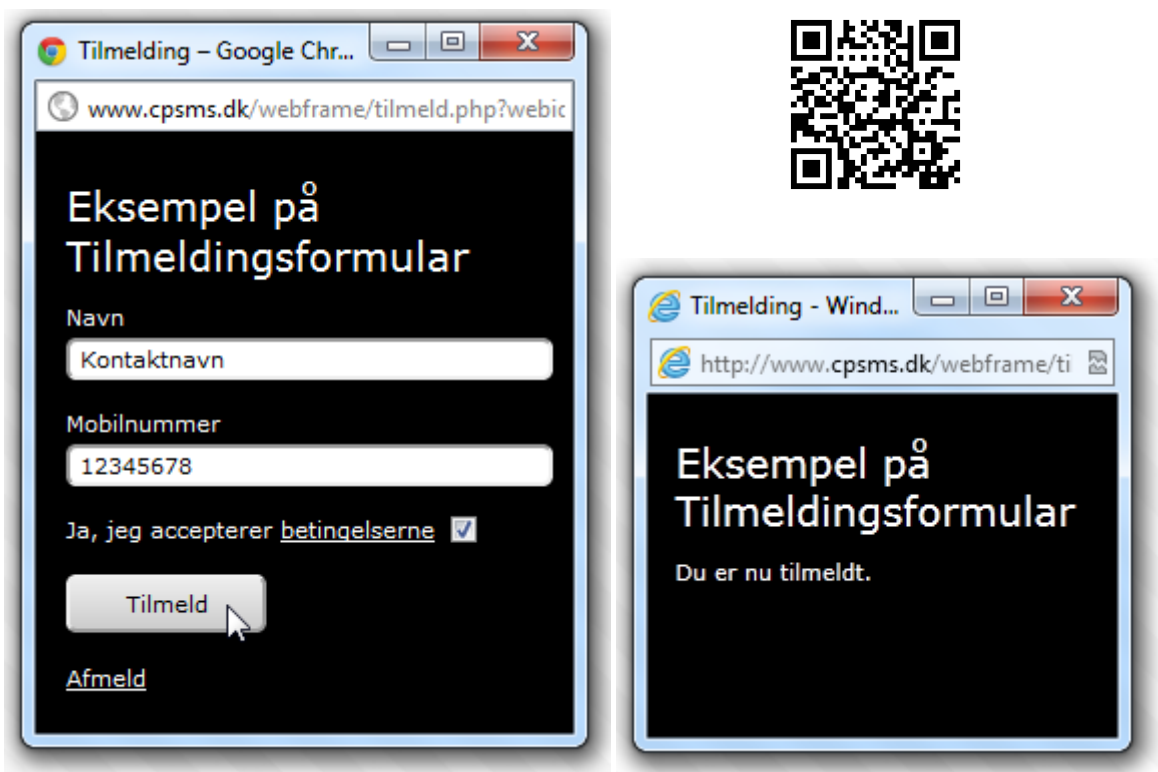 Tilmelding – Google Chr...
www.cpsms.dk/webframe/tilmeld.php?webic
Eksempel på
Tilmeldingsformular
Navn
Kontaktnavn
Mobilnummer
12345678
Ja, jeg accepterer betingelserne
Tilmeld
Afmeld
Tilmelding - Wind...
http://www.cpsms.dk/webframe/ti
Eksempel på
Tilmeldingsformular
Du er nu tilmeldt.